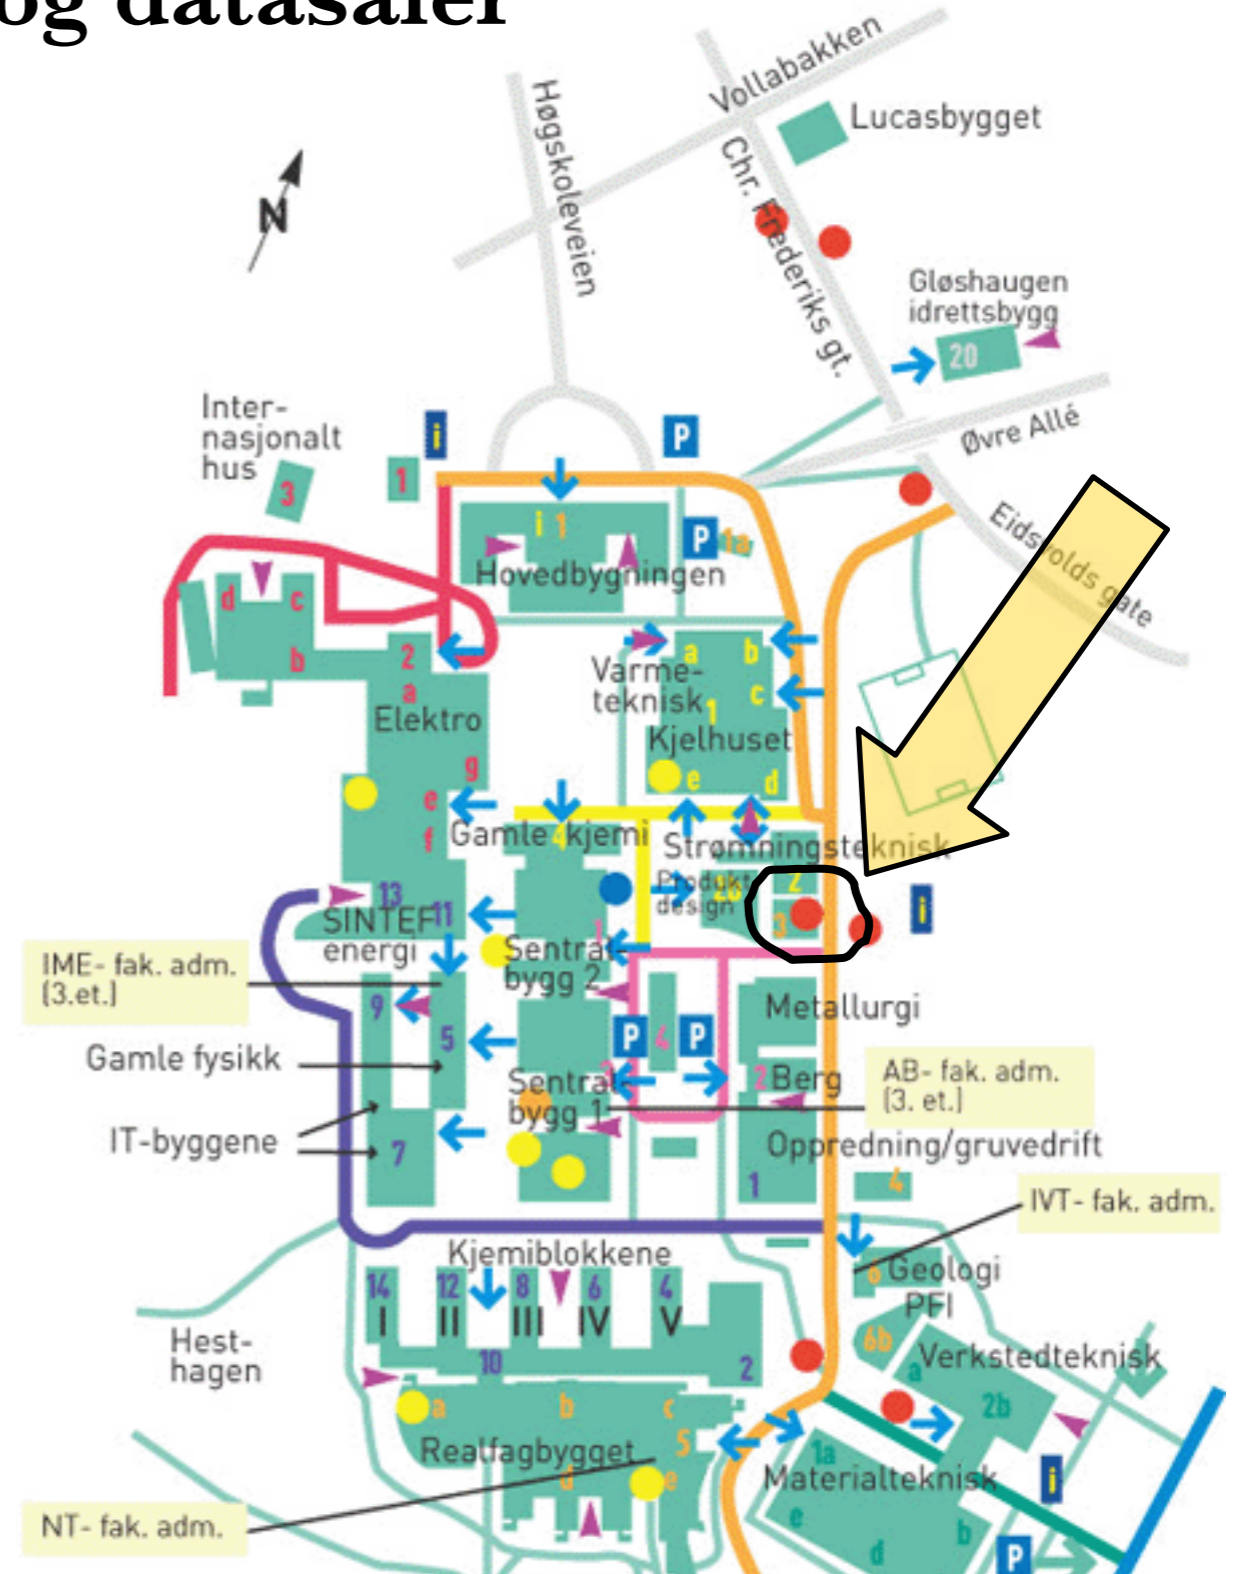 og datasaler
Vollabakken
Lucasbygget
Høgskoleveien
Chr. Frederiks gt.
N
Gløshaugen
idrettsbygg
20
Øvre Allé
Inter-
nasjonalt
hus
3
1
i
P
Eidsvolds gate
i 1
P
1a
Hovedbygningen
d
c
b
2
a
a
b
Varme-
teknisk
c
1
Elektro
Kjelhuset
g
e
d
e
f
Gamle kjemi
4
Strømningsteknisk
Produkt
design
2b
2
3
13
11
SINTEF
energi
i
1
Sentral-
bygg 2
IME- fak. adm.
(3.et.)
9
5
Metallurgi
P
4
P
Gamle fysikk
3
Sentral-
bygg 1
2
Berg
AB- fak. adm.
(3. et.)
IT-byggene
7
Oppredning/gruvedrift
1
4
IVT- fak. adm.
Kjemiblokkene
6
Geologi
PFI
14
12
8
6
4
I
II
III
IV
V
6b
Hest-
hagen
10
2
Verkstedteknisk
a
2b
a
b
c
5
Realfagbygget
d
e
1a
Materialteknisk
i
e
b
d
NT- fak. adm.
P